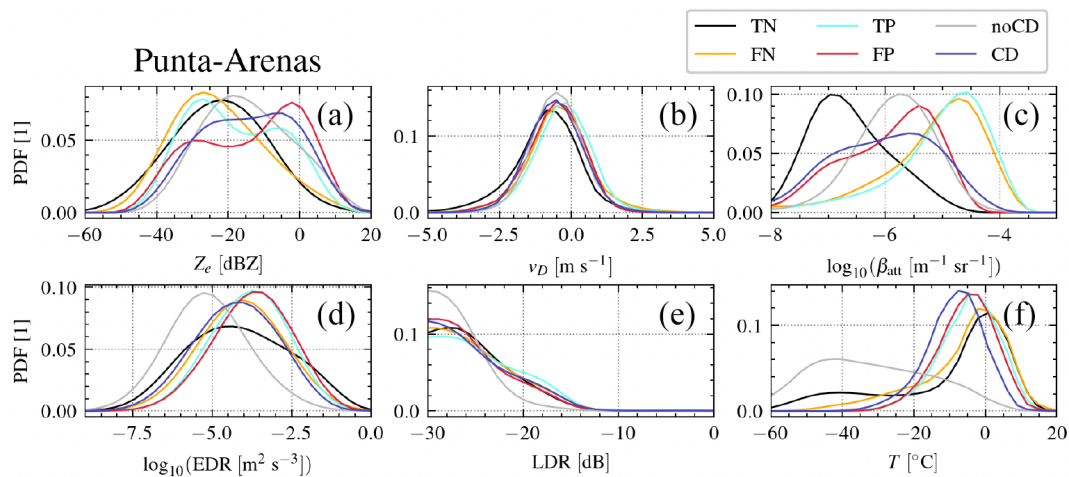 TN TP noCD
FN FP CD
Punta-Arenas
(a) (b) (c)
PDF [1]
0.05
0.00
0.1
0.0
0.10
0.05
0.00
−60 −40 −20 0 20
−5.0 −2.5 0.0 2.5 5.0
−8 −6 −4
Zₑ [dBZ]
v_D [m s⁻¹]
log₁₀(β_att [m⁻¹ sr⁻¹])
(d) (e) (f)
PDF [1]
0.10
0.05
0.00
0.1
0.0
0.1
0.0
−7.5 −5.0 −2.5 0.0
−30 −20 −10 0
−60 −40 −20 0 20
log₁₀(EDR [m² s⁻³])
LDR [dB]
T [°C]